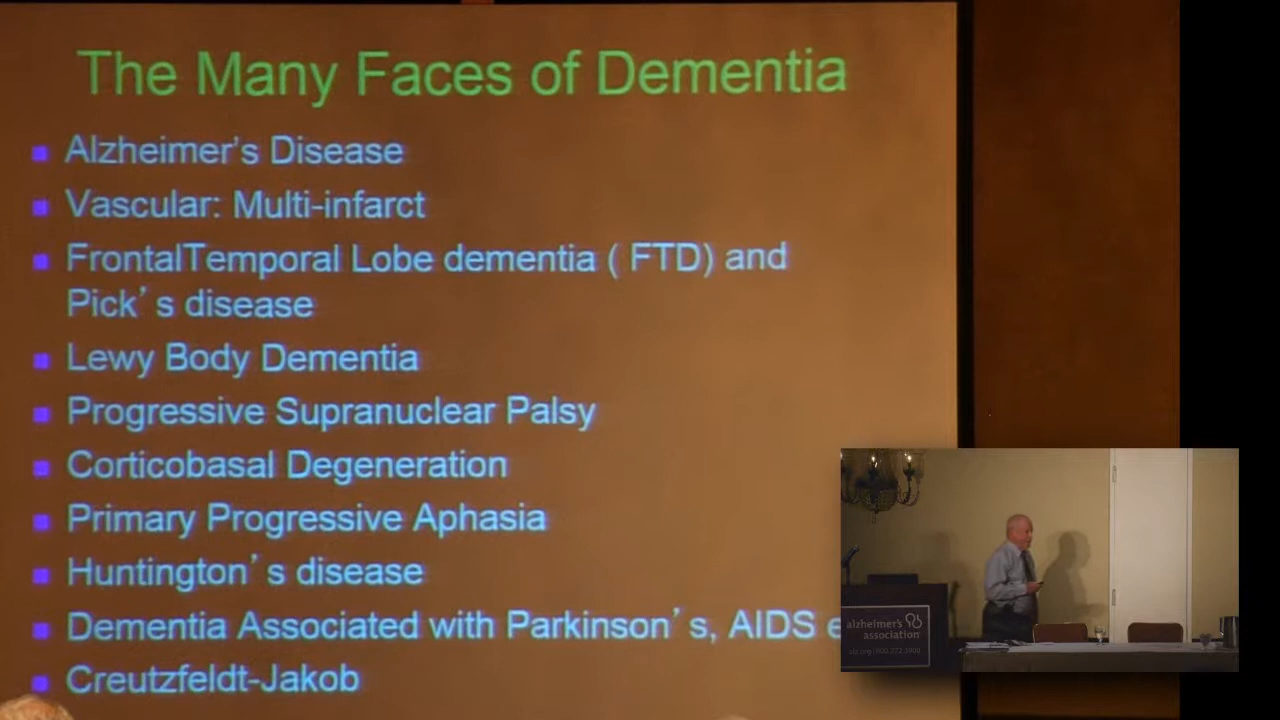 The Many Faces of Dementia
Alzheimer's Disease
Vascular: Multi-infarct
FrontalTemporal Lobe dementia ( FTD) and
Pick’ s disease
Lewy Body Dementia
Progressive Supranuclear Palsy
Corticobasal Degeneration
Primary Progressive Aphasia
Huntington’ s disease
Dementia Associated with Parkinson’ s, AIDS e
Creutzfeldt-Jakob
alzheimer's
association